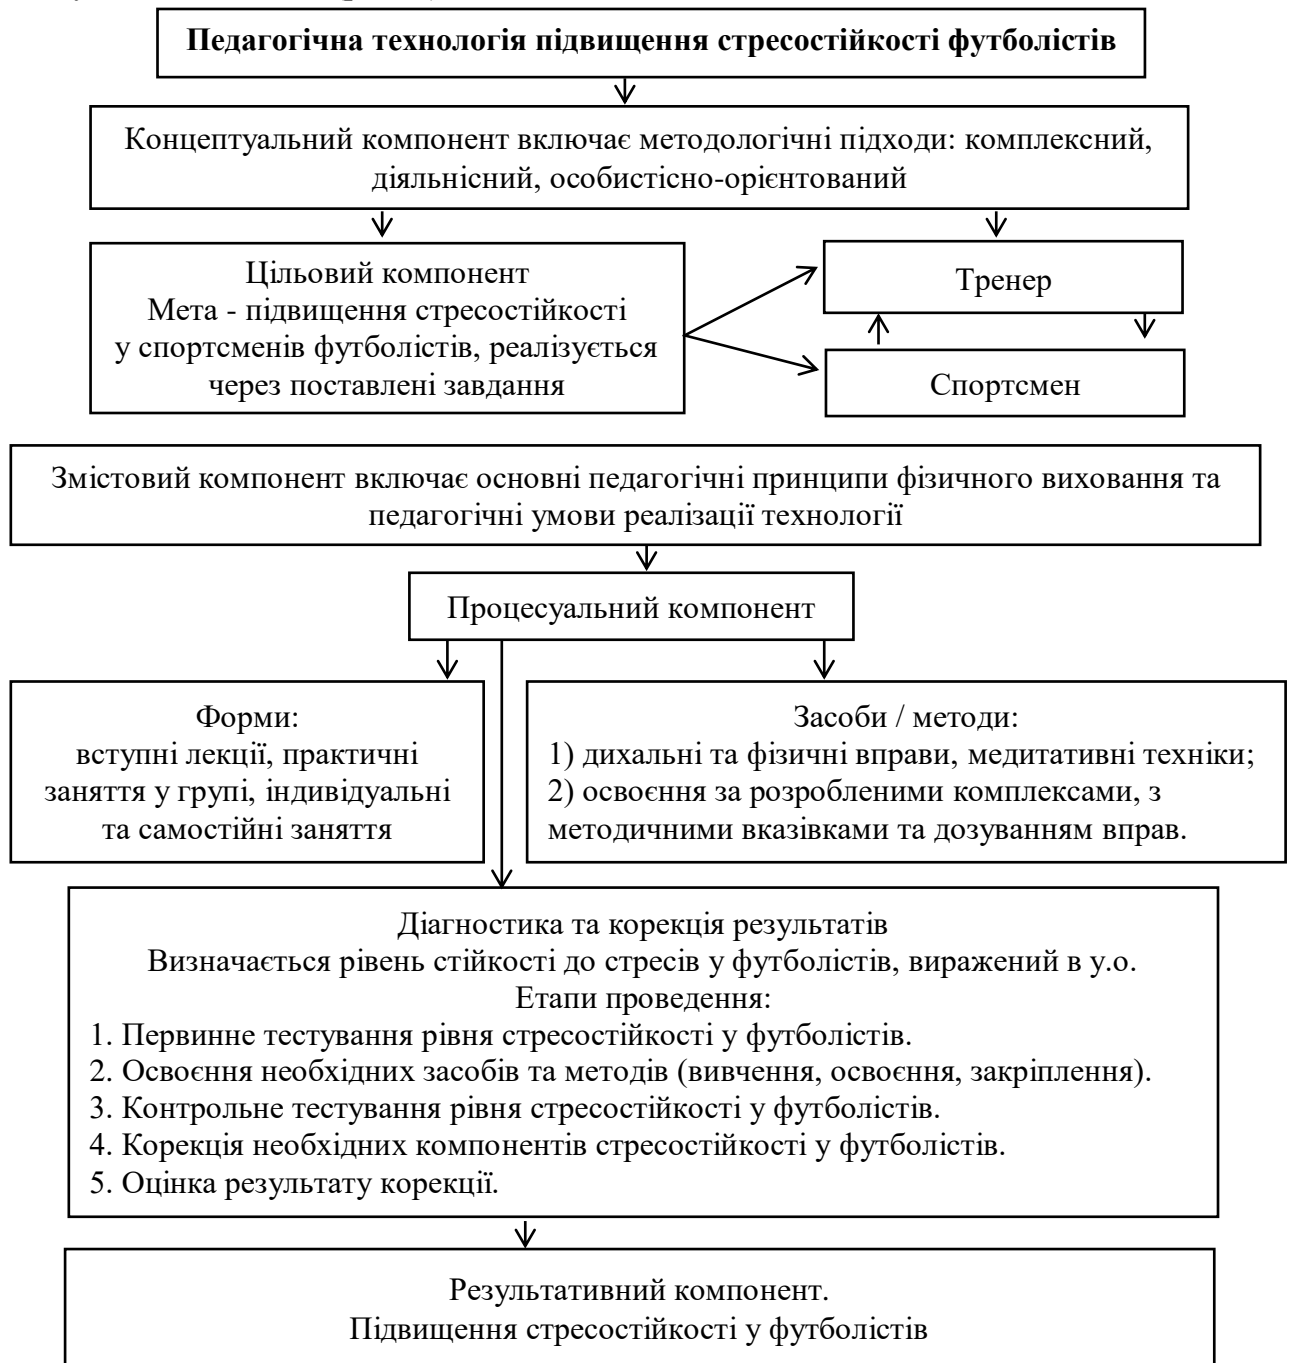 Педагогічна технологія підвищення стресостійкості футболістів
Концептуальний компонент включає методологічні підходи: комплексний,
діяльнісний, особистісно-орієнтований
Цільовий компонент
Мета - підвищення стресостійкості
у спортсменів футболістів, реалізується
через поставлені завдання
Тренер
Спортсмен
Змістовий компонент включає основні педагогічні принципи фізичного виховання та
педагогічні умови реалізації технології
Процесуальний компонент
Форми:
вступні лекції, практичні
заняття у групі, індивідуальні
та самостійні заняття
Засоби / методи:
1) дихальні та фізичні вправи, медитативні техніки;
2) освоєння за розробленими комплексами, з
методичними вказівками та дозуванням вправ.
Діагностика та корекція результатів
Визначається рівень стійкості до стресів у футболістів, виражений в у.о.
Етапи проведення:
1. Первинне тестування рівня стресостійкості у футболістів.
2. Освоєння необхідних засобів та методів (вивчення, освоєння, закріплення).
3. Контрольне тестування рівня стресостійкості у футболістів.
4. Корекція необхідних компонентів стресостійкості у футболістів.
5. Оцінка результату корекції.
Результативний компонент.
Підвищення стресостійкості у футболістів